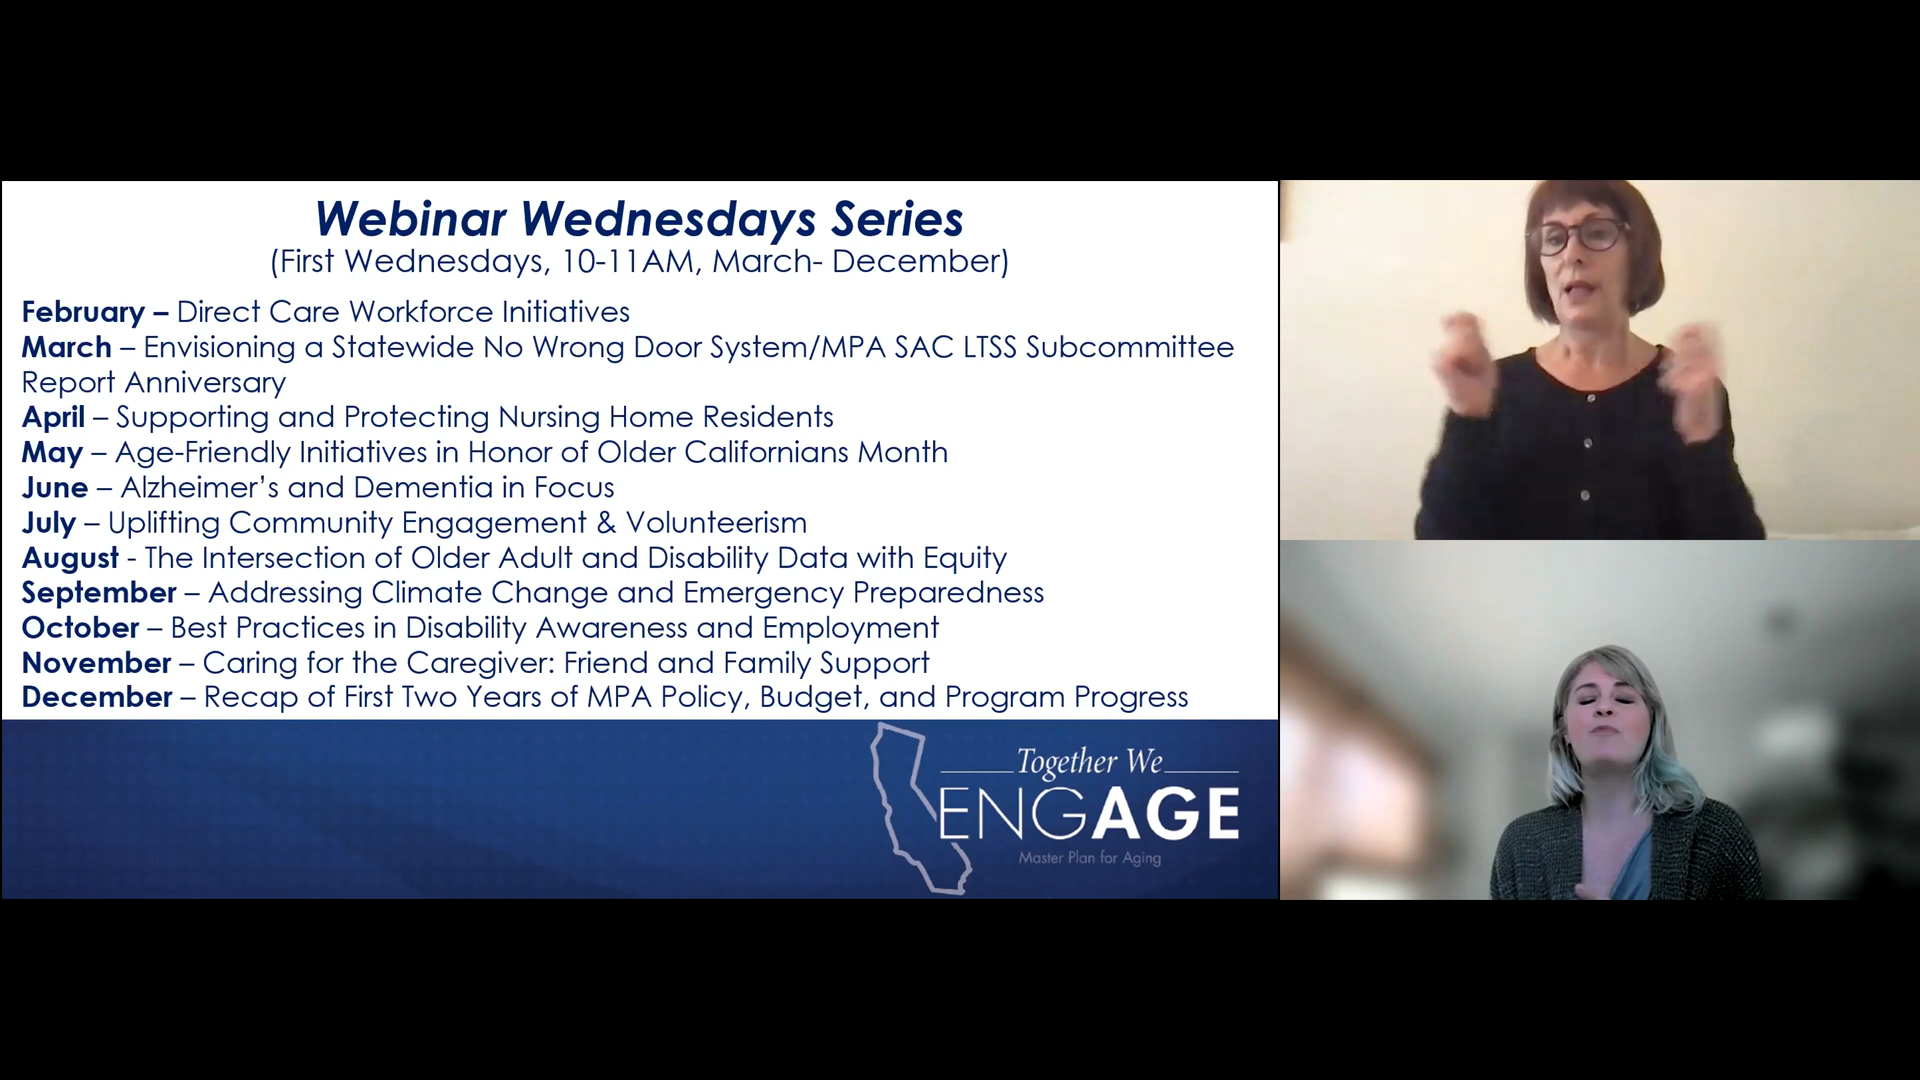 Webinar Wednesdays Series
(First Wednesdays, 10-11AM, March- December)
February – Direct Care Workforce Initiatives
March – Envisioning a Statewide No Wrong Door System/MPA SAC LTSS Subcommittee
Report Anniversary
April – Supporting and Protecting Nursing Home Residents
May – Age-Friendly Initiatives in Honor of Older Californians Month
June – Alzheimer’s and Dementia in Focus
July – Uplifting Community Engagement & Volunteerism
August - The Intersection of Older Adult and Disability Data with Equity
September – Addressing Climate Change and Emergency Preparedness
October – Best Practices in Disability Awareness and Employment
November – Caring for the Caregiver: Friend and Family Support
December – Recap of First Two Years of MPA Policy, Budget, and Program Progress
Together We
ENGAGE
Master Plan for Aging